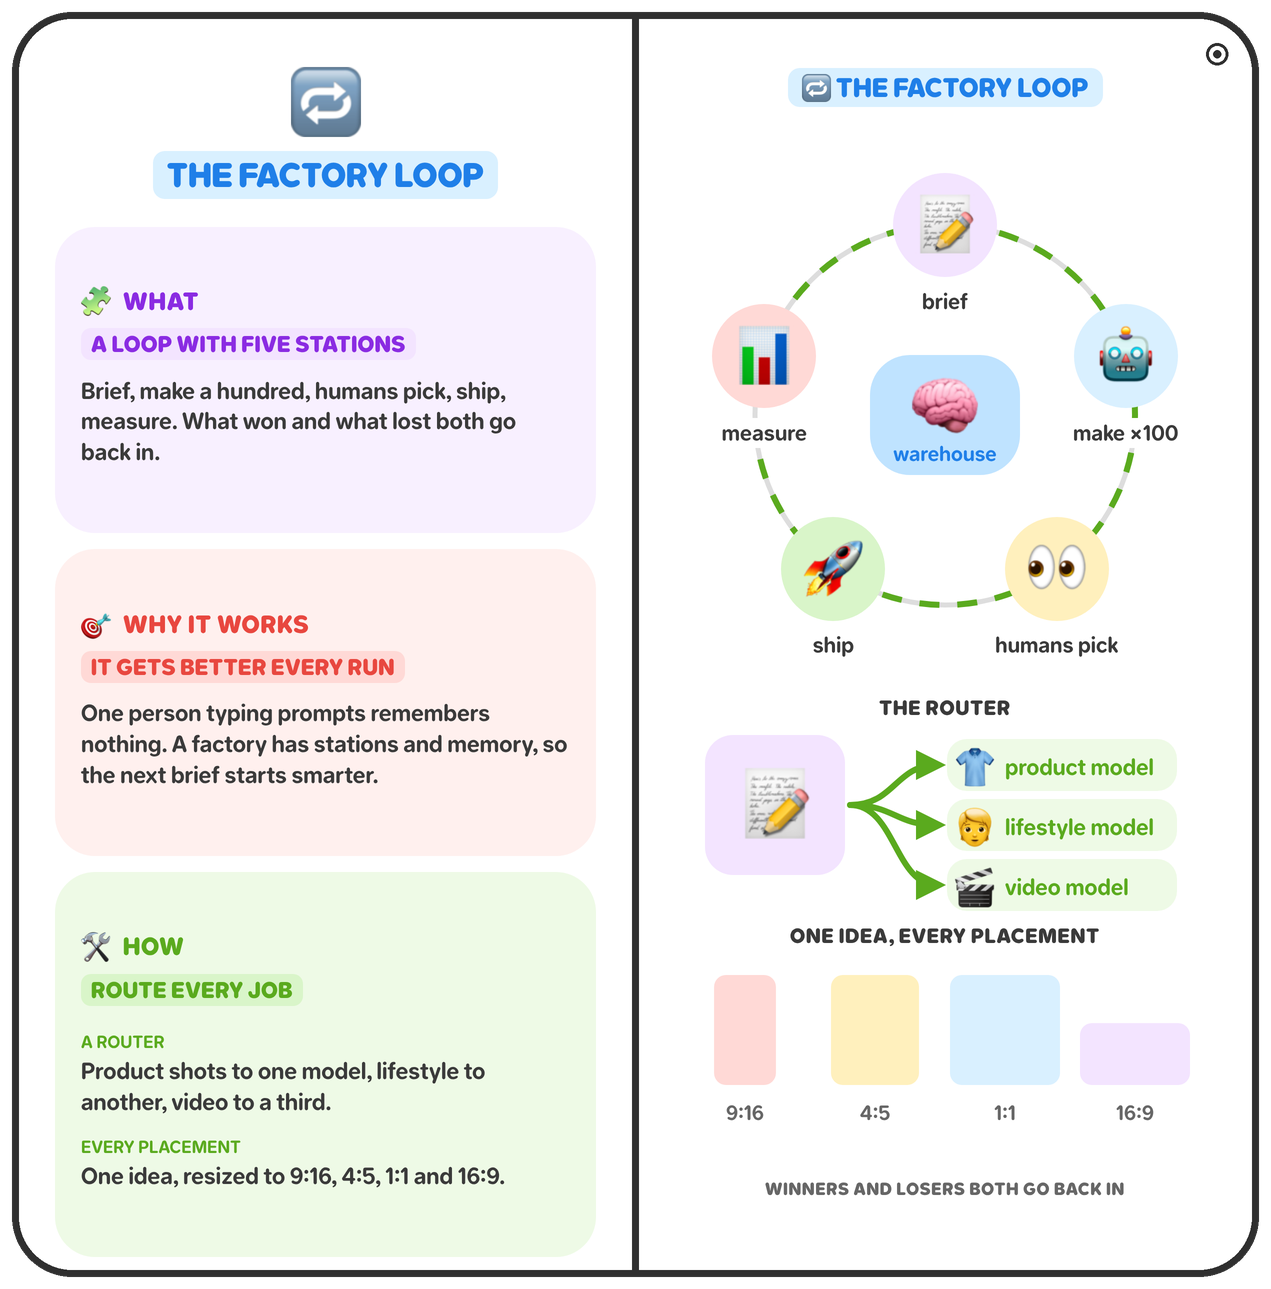 THE FACTORY LOOP
WHAT
A LOOP WITH FIVE STATIONS
Brief, make a hundred, humans pick, ship,
measure. What won and what lost both go
back in.
WHY IT WORKS
IT GETS BETTER EVERY RUN
One person typing prompts remembers
nothing. A factory has stations and memory, so
the next brief starts smarter.
HOW
ROUTE EVERY JOB
A ROUTER
Product shots to one model, lifestyle to
another, video to a third.
EVERY PLACEMENT
One idea, resized to 9:16, 4:5, 1:1 and 16:9.
THE FACTORY LOOP
brief
measure
make ×100
warehouse
ship
humans pick
THE ROUTER
product model
lifestyle model
video model
ONE IDEA, EVERY PLACEMENT
9:16
4:5
1:1
16:9
WINNERS AND LOSERS BOTH GO BACK IN